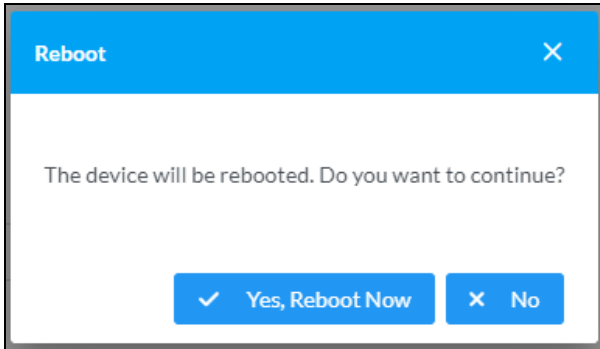 Reboot
The device will be rebooted. Do you want to continue?
Yes, Reboot Now
No